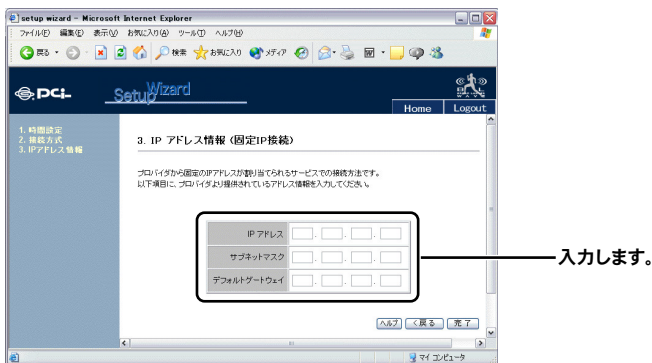 setup wizard - Microsoft Internet Explorer
ファイル(F) 編集(E) 表示(V) お気に入り(A) ツール(T) ヘルプ(H)
戻る 検索 お気に入り メディア
PCi
SetupWizard
Home Logout
1. 時間設定
2. 接続方式
3. IPアドレス情報
3. IP アドレス情報 (固定IP接続)
プロバイダから固定のIPアドレスが割り当てられるサービスでの接続方法です。
以下項目に、プロバイダより提供されているアドレス情報を入力してください。
IP アドレス . . .
サブネットマスク . . .
デフォルトゲートウェイ . . .
入力します。
ヘルプ <戻る 完了
マイ コンピュータ